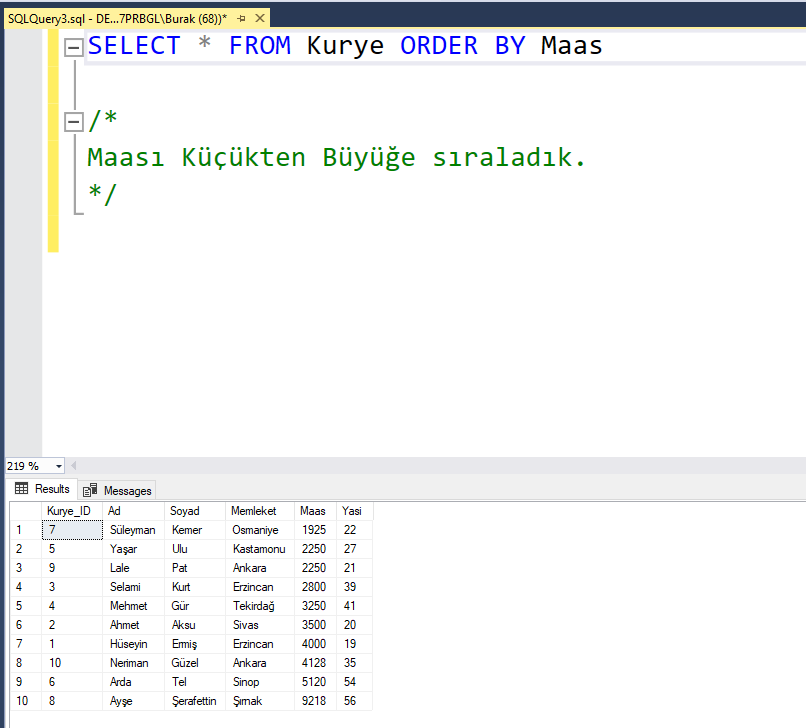 SQLQuery3.sql - DE...7PRBGL\Burak (68))*
SELECT * FROM Kurye ORDER BY Maas
/*
Maası Küçükten Büyüğe sıraladık.
*/
219 %
Results Messages
Kurye_ID Ad Soyad Memleket Maas Yasi
1 7 Süleyman Kemer Osmaniye 1925 22
2 5 Yaşar Ulu Kastamonu 2250 27
3 9 Lale Pat Ankara 2250 21
4 3 Selami Kurt Erzincan 2800 39
5 4 Mehmet Gür Tekirdağ 3250 41
6 2 Ahmet Aksu Sivas 3500 20
7 1 Hüseyin Ermiş Erzincan 4000 19
8 10 Neriman Güzel Ankara 4128 35
9 6 Arda Tel Sinop 5120 54
10 8 Ayşe Şerafettin Şırnak 9218 56